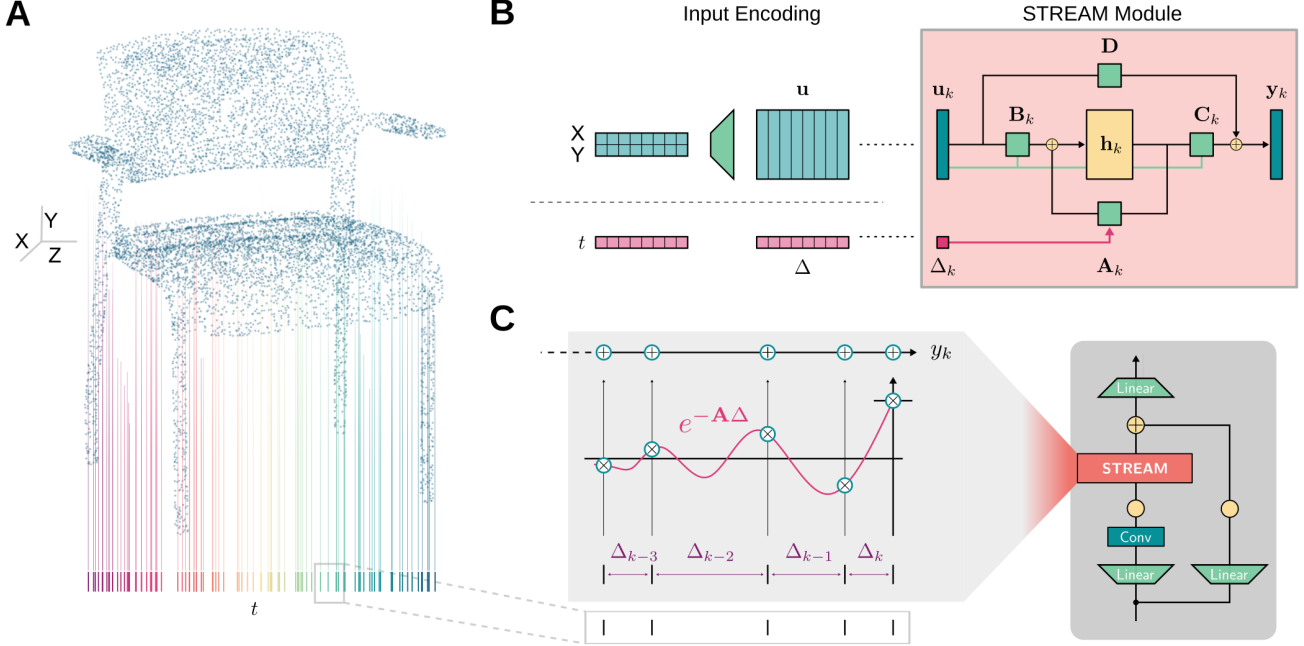 A
X
Y
Z
t
B
Input Encoding
STREAM Module
X
Y
u
t
Δ
D
u_k
B_k
h_k
C_k
y_k
Δ_k
A_k
C
y_k
e^{-AΔ}
Δ_{k-3}
Δ_{k-2}
Δ_{k-1}
Δ_k
Linear
STREAM
Conv
Linear
Linear